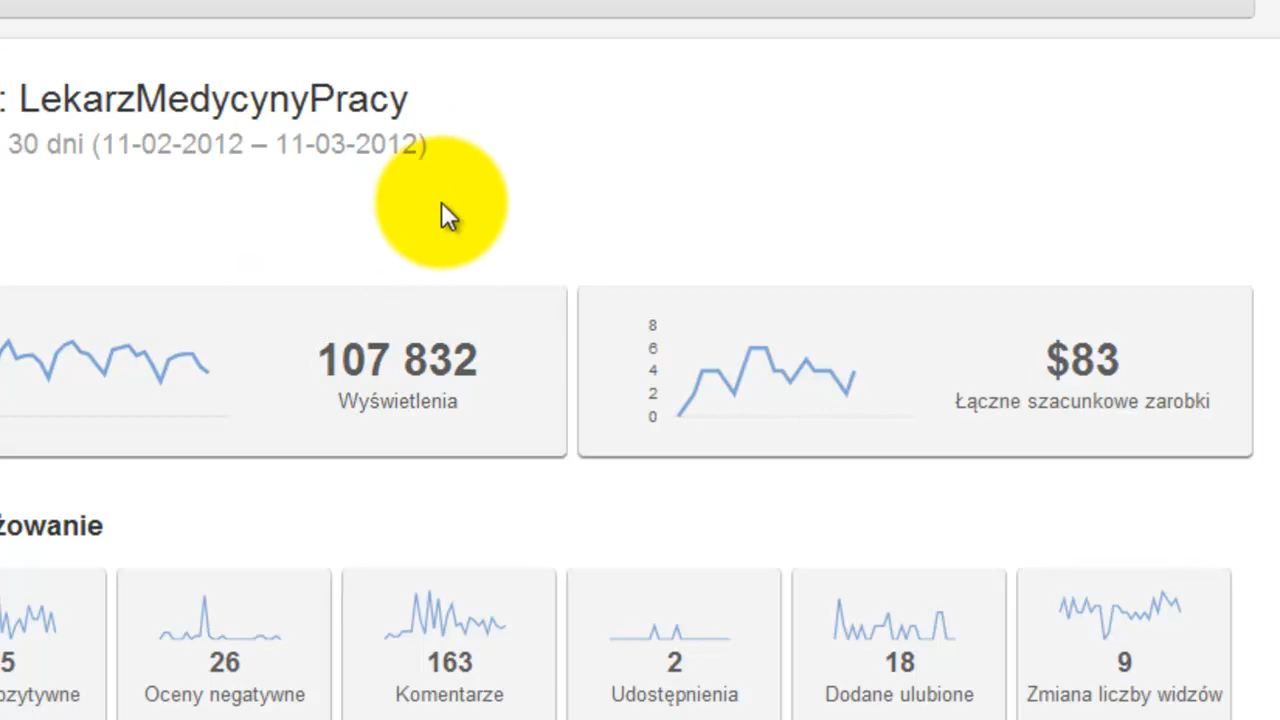 : LekarzMedycynyPracy
30 dni (11-02-2012 – 11-03-2012)
107 832
Wyświetlenia
8
6
4
2
0
$83
Łączne szacunkowe zarobki
żowanie
5
ozytywne
26
Oceny negatywne
163
Komentarze
2
Udostępnienia
18
Dodane ulubione
9
Zmiana liczby widzów